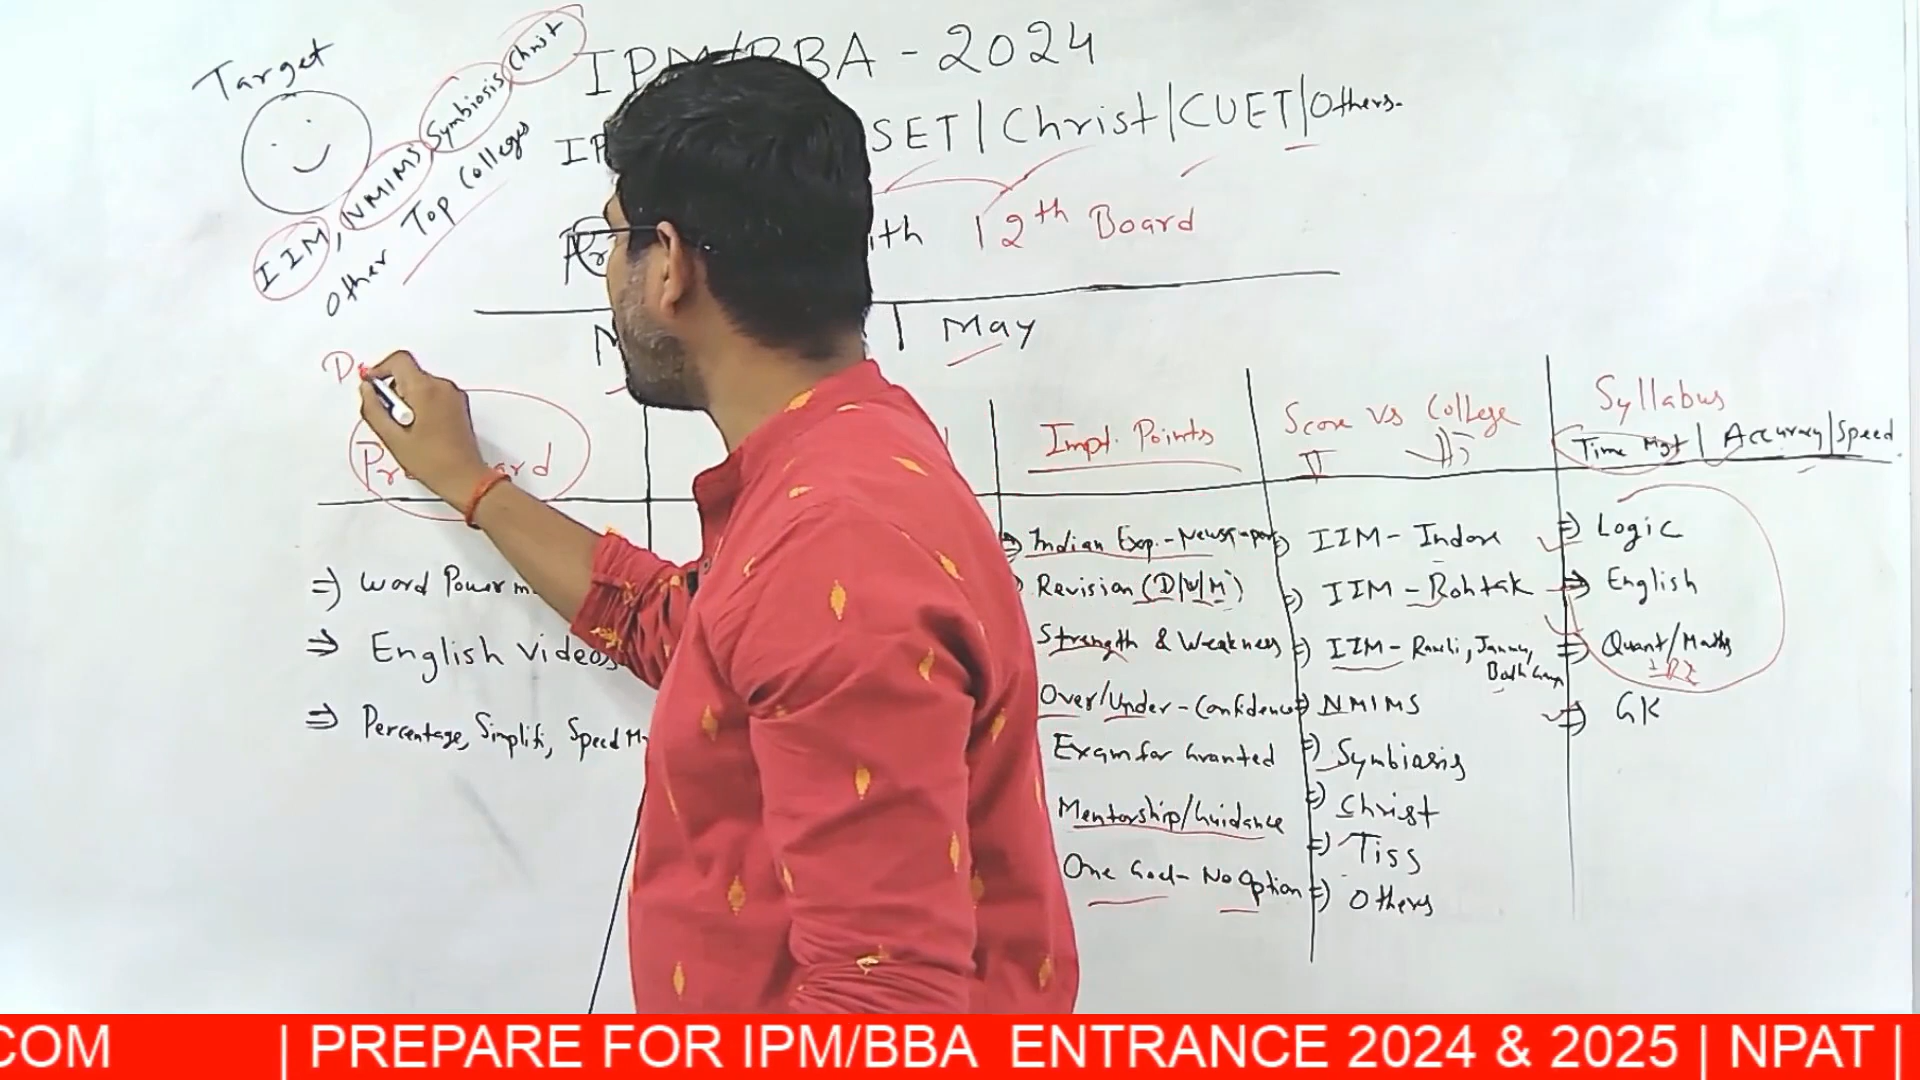 Target
IIM, NMIMS Symbiosis Christ
Other Top Colleges
IPM/BBA - 2024
SET | Christ | CUET | Others.
ith 12th Board
| May
Board
Impt. Points
Score Vs College
Syllabus
Time Mgt | Accuracy | Speed
=> Word Power
=> English Videos
=> Percentage, Simplifi, Speed
Indian Exp. - Newspaper
Revision (D/W/M)
Strength & Weakness
Over/Under - Confidence
Exam for Granted
Mentorship/Guidance
One Goal - No Option
=> IIM - Indore
=> IIM - Rohtak
=> IIM - Ranchi, Jammu,
Bodh Gaya
=> NMIMS
=> Symbiosis
=> Christ
=> Tiss
=> Others
=> Logic
=> English
=> Quant/Maths
=> GK
COM | PREPARE FOR IPM/BBA ENTRANCE 2024 & 2025 | NPAT |